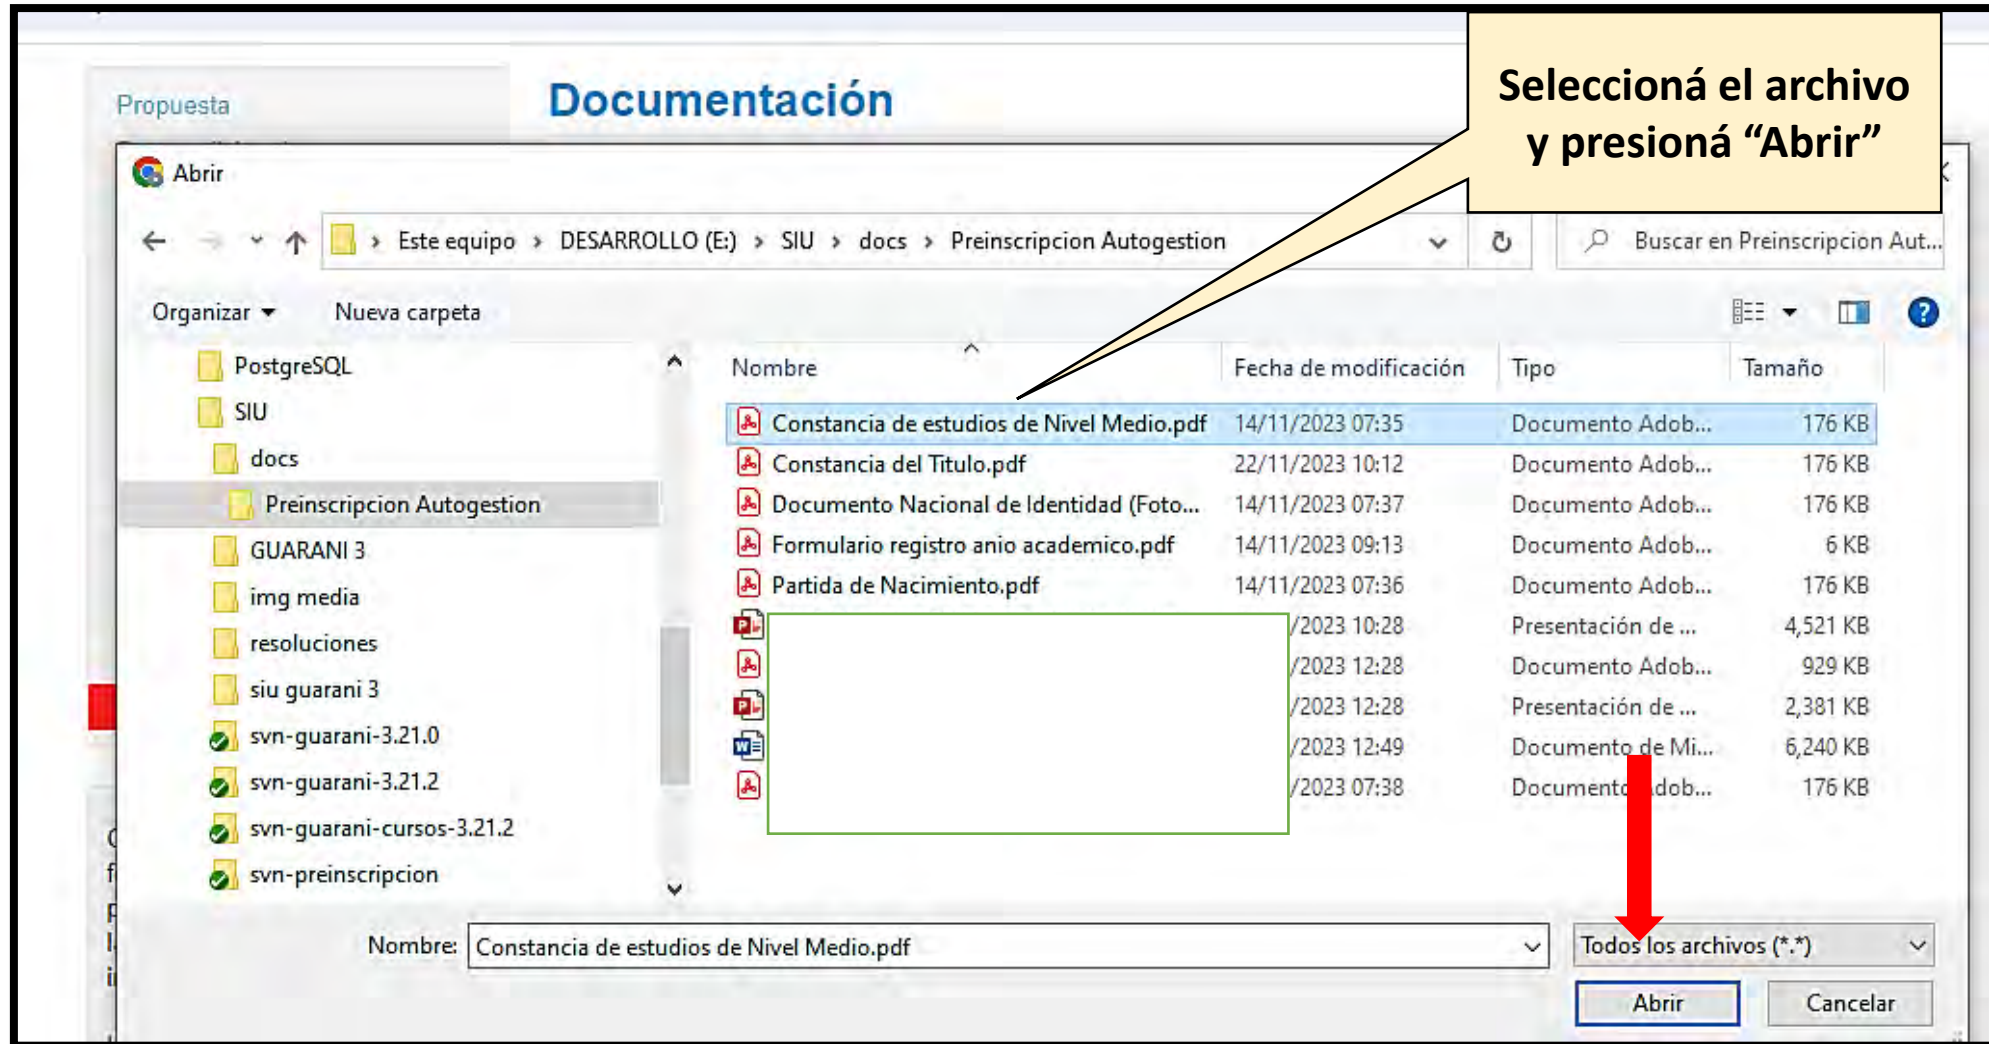 Seleccioná el archivo
y presioná “Abrir”
Propuesta
Documentación
Abrir
Este equipo > DESARROLLO (E:) > SIU > docs > Preinscripcion Autogestion
Buscar en Preinscripcion Aut...
Organizar
Nueva carpeta
PostgreSQL
SIU
docs
Preinscripcion Autogestion
GUARANI 3
img media
resoluciones
siu guarani 3
svn-guarani-3.21.0
svn-guarani-3.21.2
svn-guarani-cursos-3.21.2
svn-preinscripcion
Nombre Fecha de modificación Tipo Tamaño
Constancia de estudios de Nivel Medio.pdf 14/11/2023 07:35 Documento Adob... 176 KB
Constancia del Titulo.pdf 22/11/2023 10:12 Documento Adob... 176 KB
Documento Nacional de Identidad (Foto... 14/11/2023 07:37 Documento Adob... 176 KB
Formulario registro anio academico.pdf 14/11/2023 09:13 Documento Adob... 6 KB
Partida de Nacimiento.pdf 14/11/2023 07:36 Documento Adob... 176 KB
/2023 10:28 Presentación de ... 4,521 KB
/2023 12:28 Documento Adob... 929 KB
/2023 12:28 Presentación de ... 2,381 KB
/2023 12:49 Documento de Mi... 6,240 KB
/2023 07:38 Documento Adob... 176 KB
Nombre: Constancia de estudios de Nivel Medio.pdf
Todos los archivos (*.*)
Abrir
Cancelar